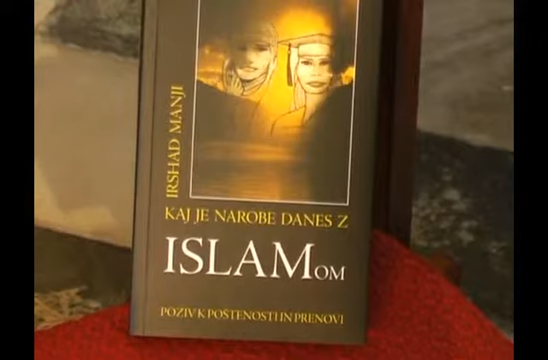 IRSHAD MANJI
KAJ JE NAROBE DANES Z
ISLAMOM
POZIV K POŠTENOSTI IN PRENOVI